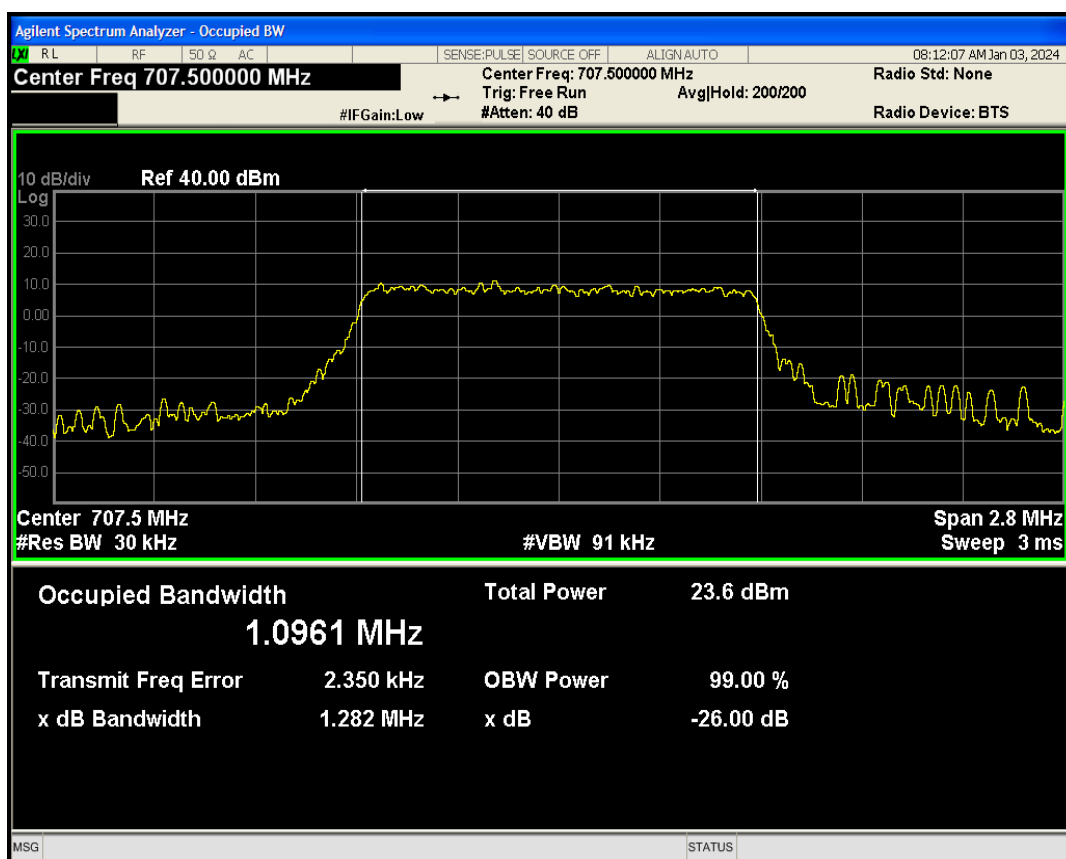 Agilent Spectrum Analyzer - Occupied BW
LXI RL RF 50 Ω AC SENSE:PULSE SOURCE OFF ALIGN AUTO 08:12:07 AM Jan 03, 2024
Center Freq 707.500000 MHz Center Freq: 707.500000 MHz Radio Std: None
Trig: Free Run Avg|Hold: 200/200
#IFGain:Low #Atten: 40 dB Radio Device: BTS
10 dB/div Ref 40.00 dBm
Log
30.0
20.0
10.0
0.00
-10.0
-20.0
-30.0
-40.0
-50.0
Center 707.5 MHz Span 2.8 MHz
#Res BW 30 kHz #VBW 91 kHz Sweep 3 ms
Occupied Bandwidth Total Power 23.6 dBm
1.0961 MHz
Transmit Freq Error 2.350 kHz OBW Power 99.00 %
x dB Bandwidth 1.282 MHz x dB -26.00 dB
MSG STATUS